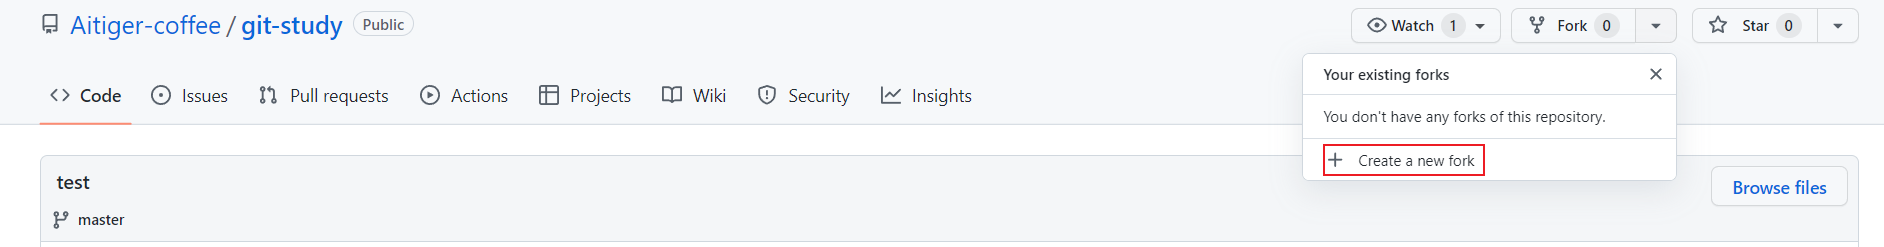 Aitiger-coffee / git-study Public
Watch 1 Fork 0 Star 0
Your existing forks
Code Issues Pull requests Actions Projects Wiki Security Insights
You don't have any forks of this repository.
Create a new fork
test
Browse files
master